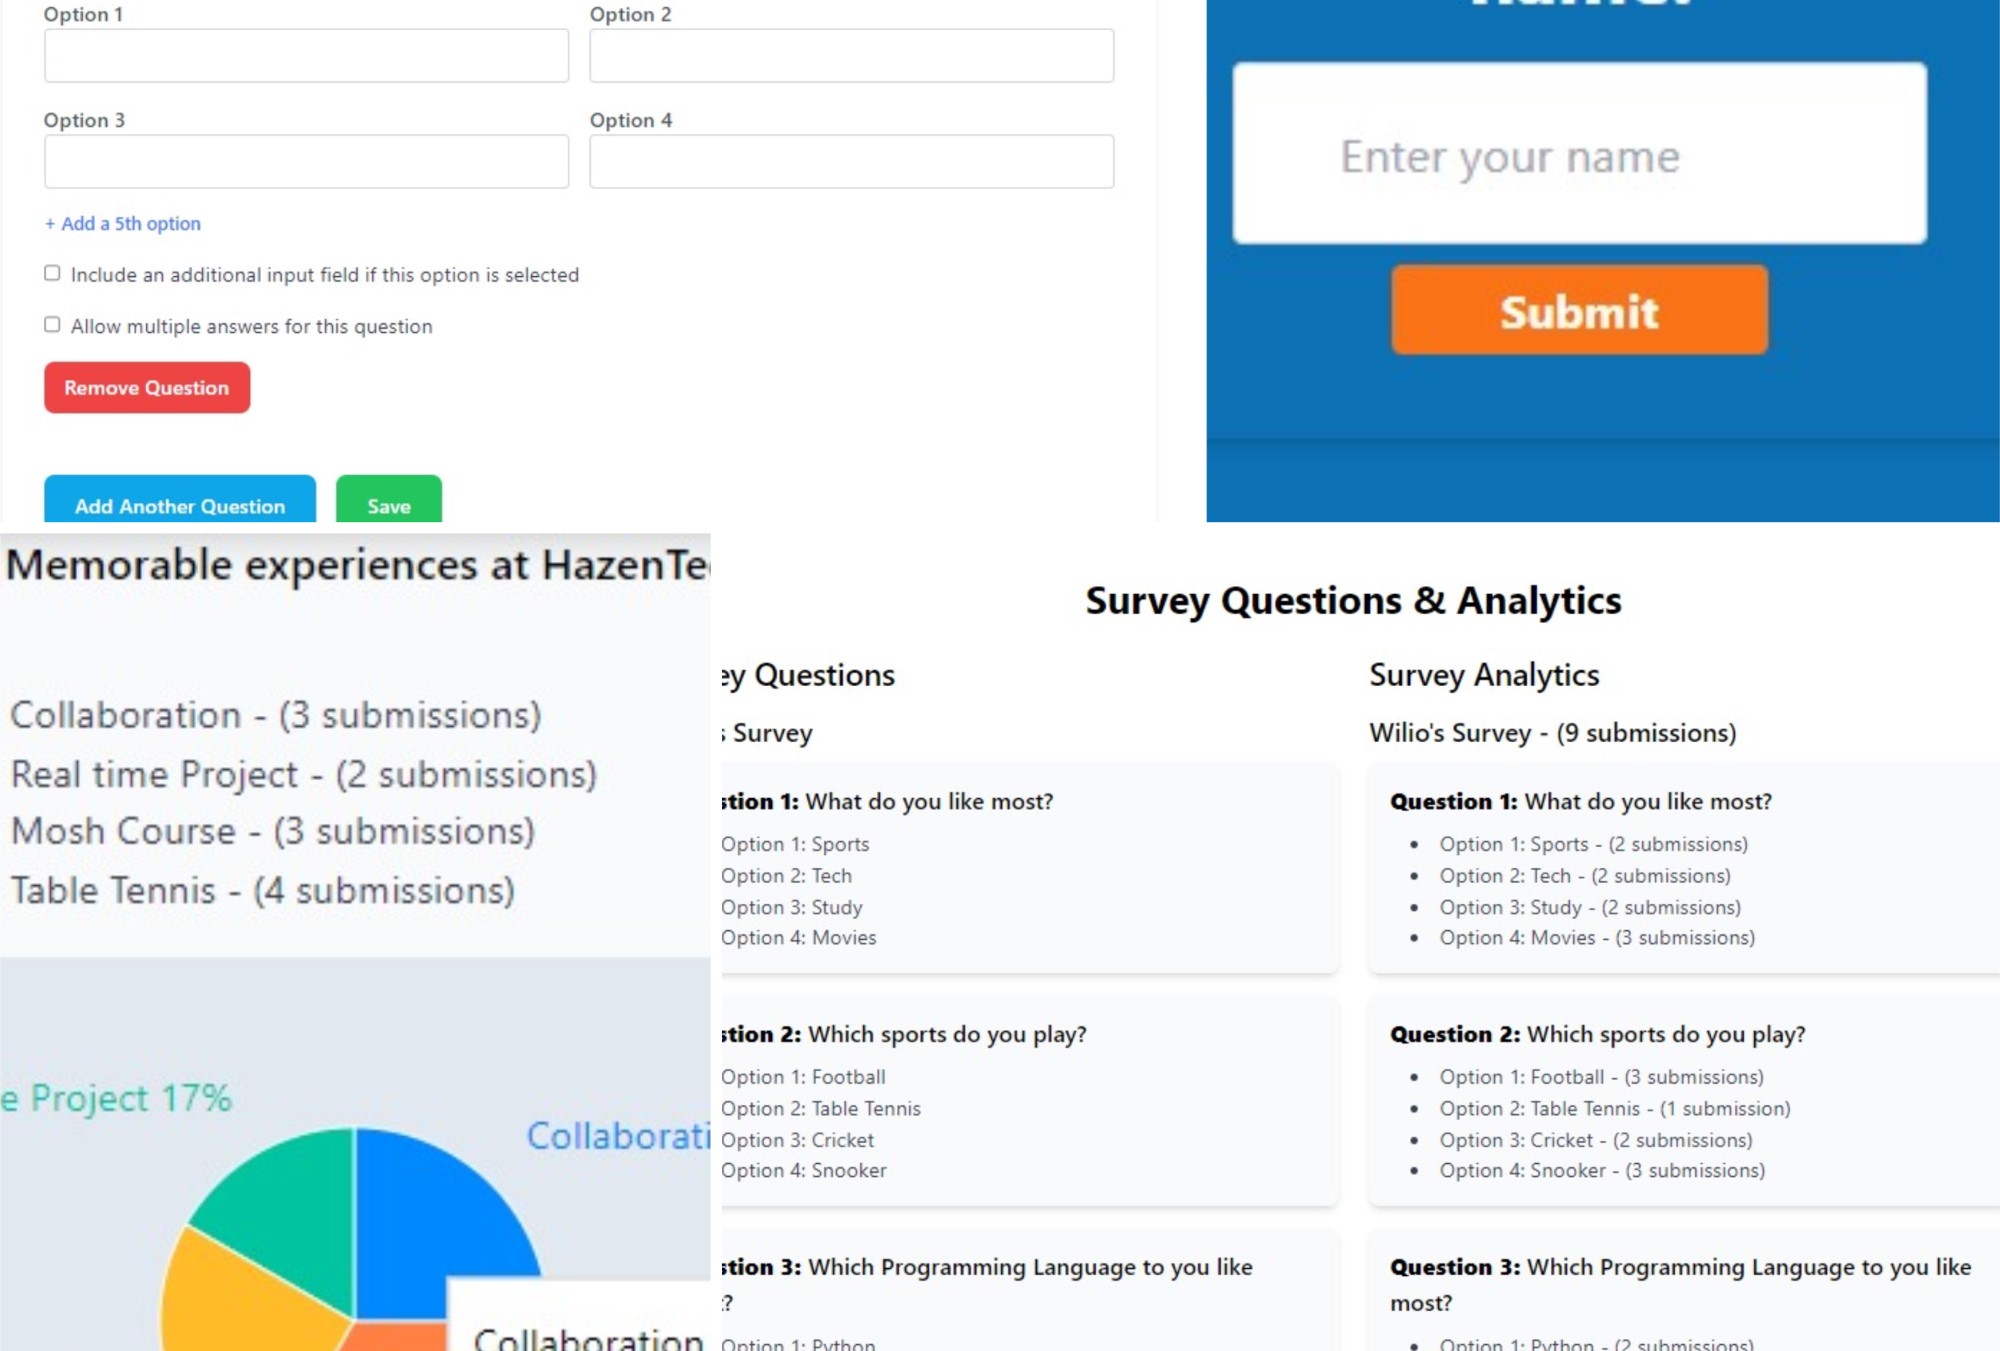 Option 1
Option 2
Option 3
Option 4
+ Add a 5th option
Include an additional input field if this option is selected
Allow multiple answers for this question
Remove Question
Add Another Question
Save
Enter your name
Submit
Memorable experiences at
Collaboration - (3 submissions)
Real time Project - (2 submissions)
Mosh Course - (3 submissions)
Table Tennis - (4 submissions)
Project 17%
Collaboration
Survey Questions & Analytics
Questions
Survey
1: What do you like most?
Option 1: Sports
Option 2: Tech
Option 3: Study
Option 4: Movies
2: Which sports do you play?
Option 1: Football
Option 2: Table Tennis
Option 3: Cricket
Option 4: Snooker
3: Which Programming Language to you like
Option 1: Python
Survey Analytics
Wilio's Survey - (9 submissions)
Question 1: What do you like most?
• Option 1: Sports - (2 submissions)
• Option 2: Tech - (2 submissions)
• Option 3: Study - (2 submissions)
• Option 4: Movies - (3 submissions)
Question 2: Which sports do you play?
• Option 1: Football - (3 submissions)
• Option 2: Table Tennis - (1 submission)
• Option 3: Cricket - (2 submissions)
• Option 4: Snooker - (3 submissions)
Question 3: Which Programming Language to you like
most?
• Option 1: Python - (2 submissions)